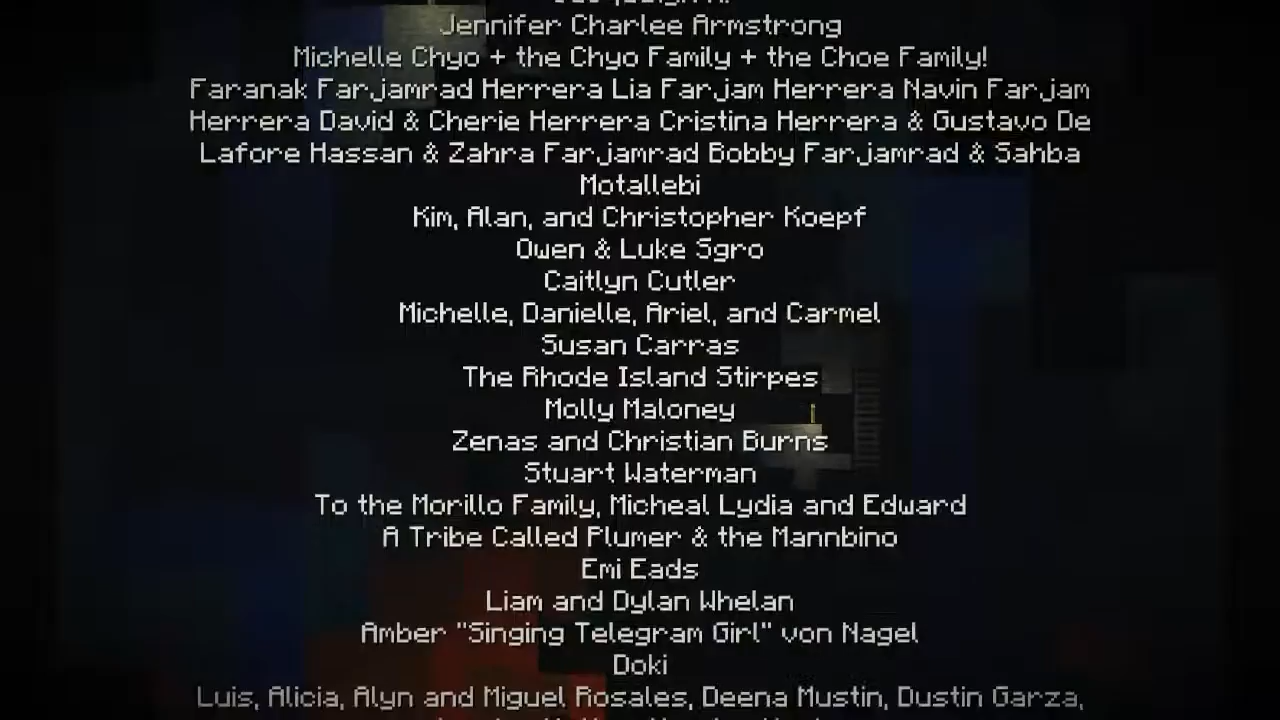 Jennifer Charlee Armstrong
Michelle Chyo + the Chyo Family + the Choe Family!
Faranak Farjamrad Herrera Lia Farjam Herrera Navin Farjam
Herrera David & Cherie Herrera Cristina Herrera & Gustavo De
Lafore Hassan & Zahra Farjamrad Bobby Farjamrad & Sahba
Motallebi
Kim, Alan, and Christopher Koepf
Owen & Luke Sgro
Caitlyn Cutler
Michelle, Danielle, Ariel, and Carmel
Susan Carras
The Rhode Island Stirpes
Molly Maloney
Zenas and Christian Burns
Stuart Waterman
To the Morillo Family, Micheal Lydia and Edward
A Tribe Called Plumer & the Mannbino
Emi Eads
Liam and Dylan Whelan
Amber "Singing Telegram Girl" von Nagel
Doki
Luis, Alicia, Alyn and Miguel Rosales, Deena Mustin, Dustin Garza,